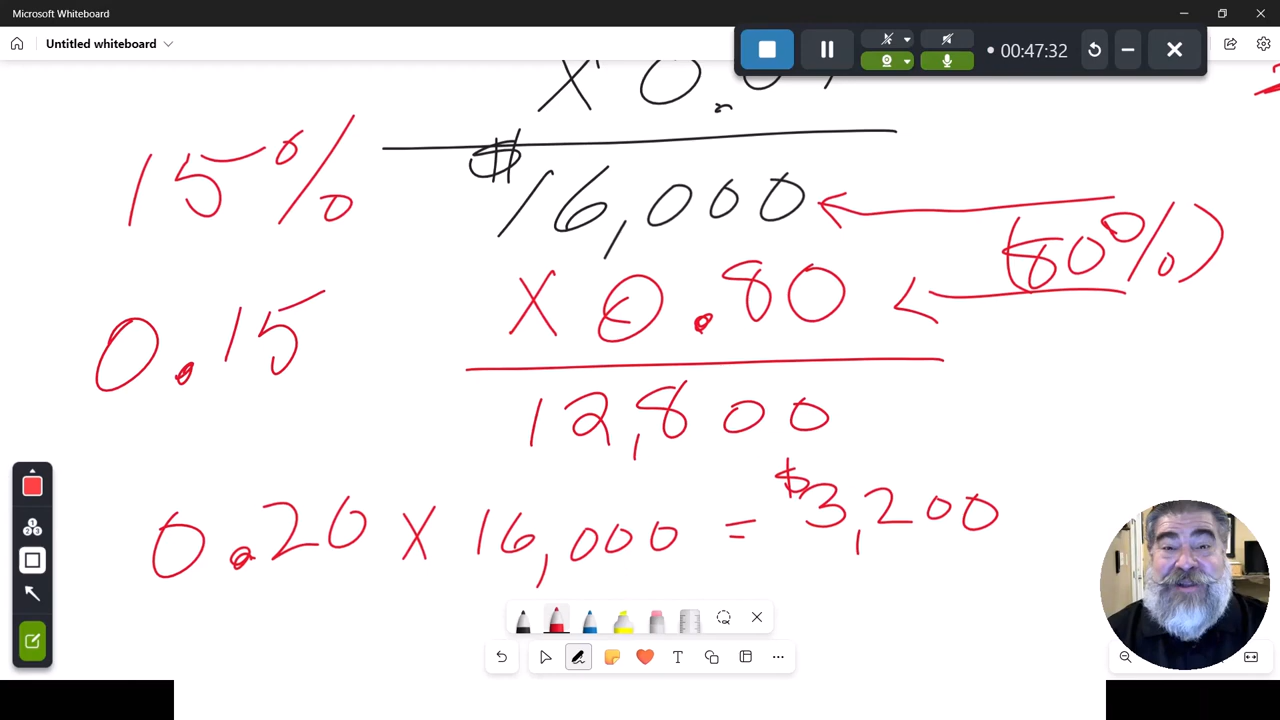 Microsoft Whiteboard
Untitled whiteboard
00:47:32
$16,000
15%
(80%)
X 0.80
0.15
12,800
0.20 X 16,000 = $3,200